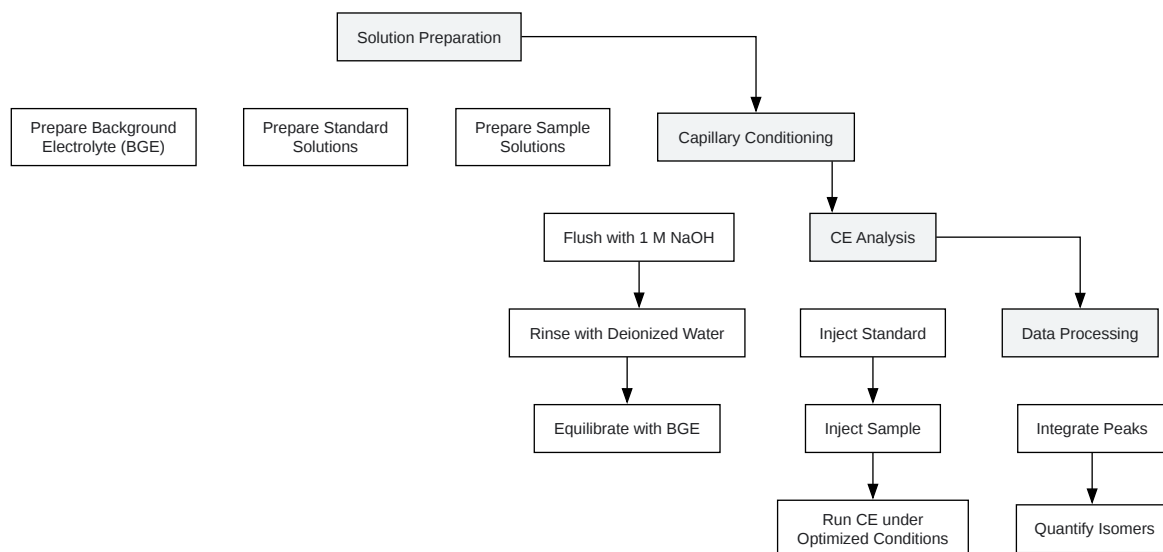 Solution Preparation
Prepare Background
Electrolyte (BGE)
Prepare Standard
Solutions
Prepare Sample
Solutions
Capillary Conditioning
Flush with 1 M NaOH
CE Analysis
Rinse with Deionized Water
Inject Standard
Data Processing
Equilibrate with BGE
Inject Sample
Integrate Peaks
Run CE under
Optimized Conditions
Quantify Isomers